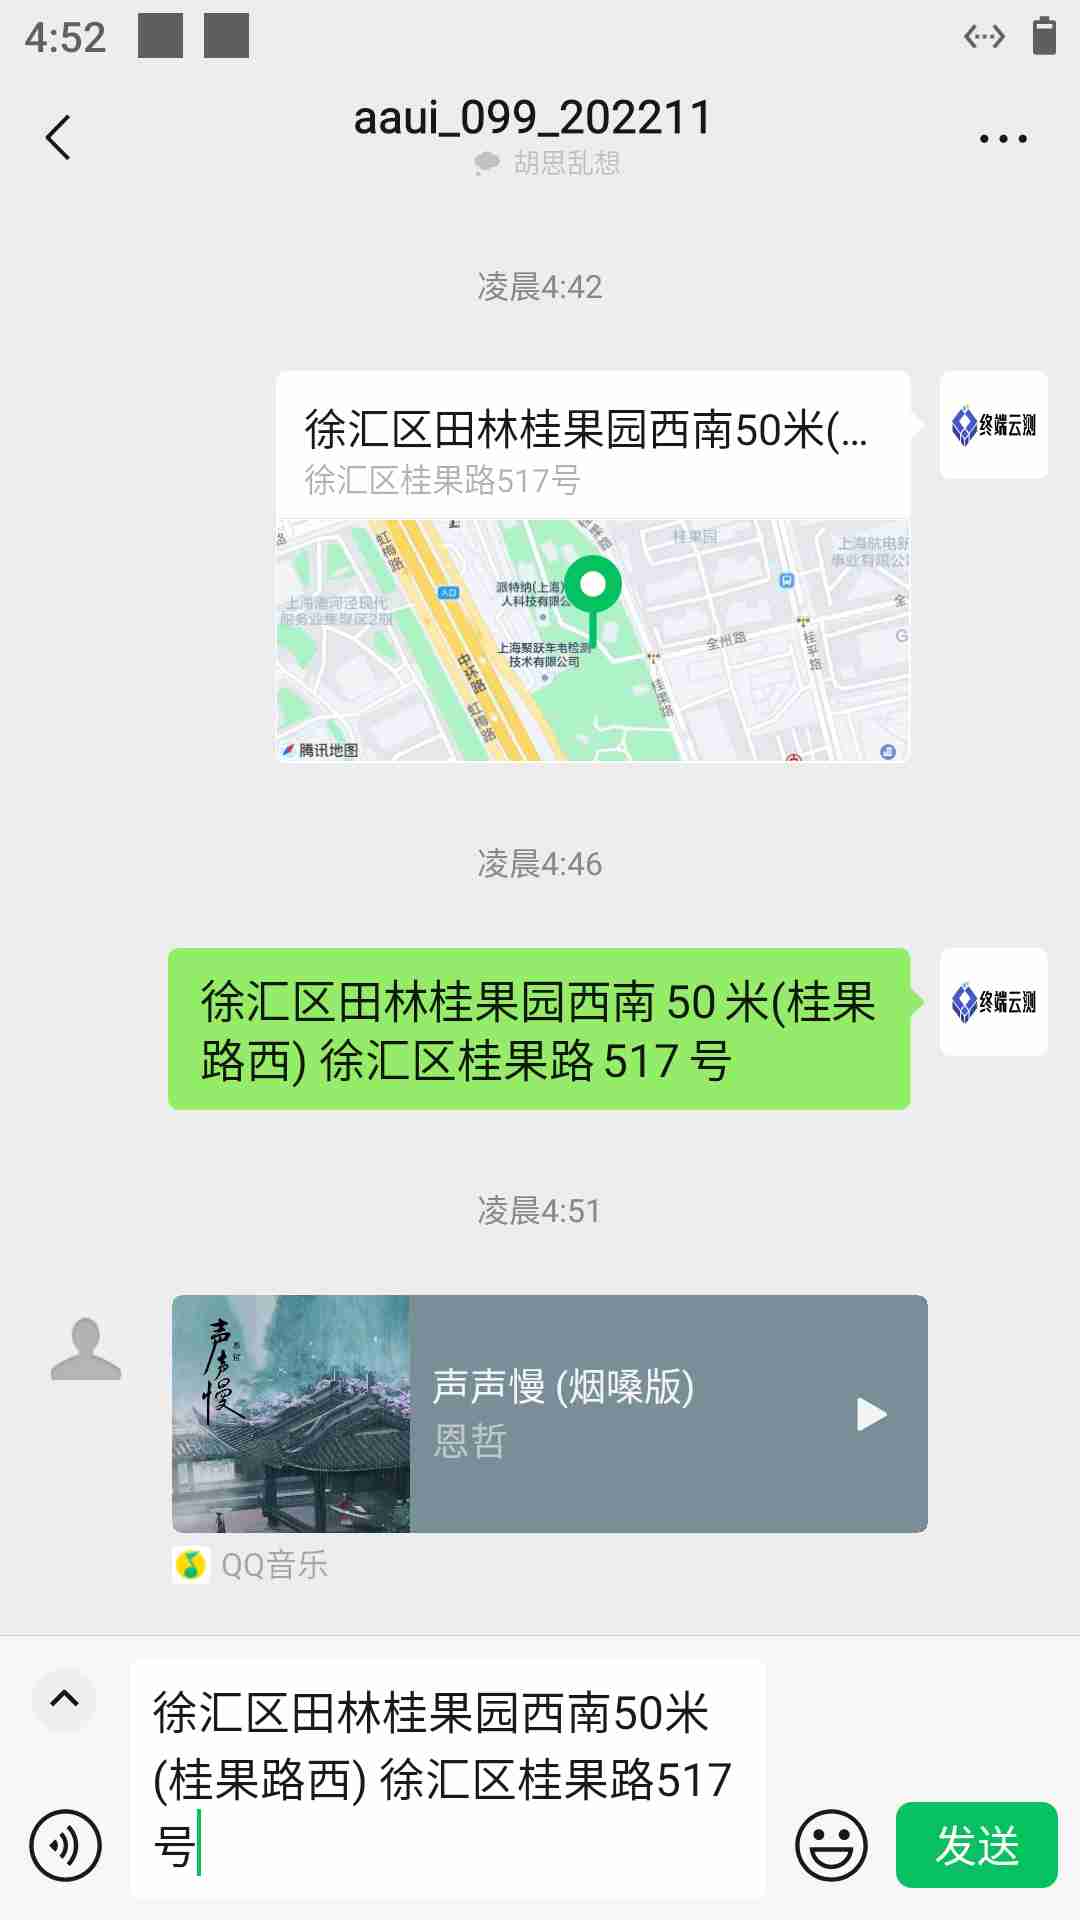 4:52
aaui_099_202211
胡思乱想
凌晨4:42
徐汇区田林桂果园西南50米(...
徐汇区桂果路517号
终端云测
虹梅路
桂果园
上海航电新
事业有限公
派特纳(上海)
人科技有限公
入口
上海漕河泾现代
服务业集聚区2期
全州路
桂平路
上海聚跃车电检测
技术有限公司
中环路
虹梅路
桂果路
腾讯地图
凌晨4:46
徐汇区田林桂果园西南 50 米(桂果
路西) 徐汇区桂果路 517 号
终端云测
凌晨4:51
声声慢
声声慢 (烟嗓版)
恩哲
QQ音乐
徐汇区田林桂果园西南50米
(桂果路西) 徐汇区桂果路517
号
发送